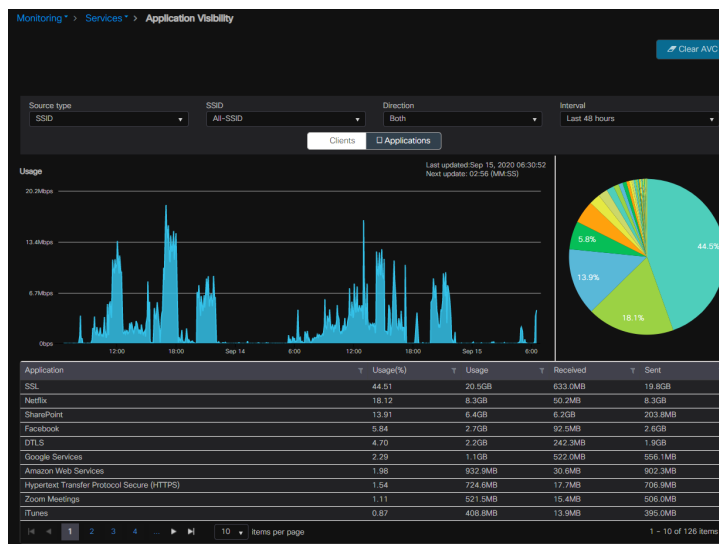 Monitoring > Services > Application Visibility
Clear AVC
Source type SSID Direction Interval
SSID All-SSID Both Last 48 hours
Clients Applications
Usage
Last updated:Sep 15, 2020 06:30:52
Next update: 02:56 (MM:SS)
20.2Mbps
13.4Mbps
6.7Mbps
0bps
12:00 18:00 Sep 14 6:00 12:00 18:00 Sep 15 6:00
44.5%
5.8%
13.9%
18.1%
Application Usage(%) Usage Received Sent
SSL 44.51 20.5GB 633.0MB 19.8GB
Netflix 18.12 8.3GB 50.2MB 8.3GB
SharePoint 13.91 6.4GB 6.2GB 203.8MB
Facebook 5.84 2.7GB 92.5MB 2.6GB
DTLS 4.70 2.2GB 242.3MB 1.9GB
Google Services 2.29 1.1GB 522.0MB 556.1MB
Amazon Web Services 1.98 932.9MB 30.6MB 902.3MB
Hypertext Transfer Protocol Secure (HTTPS) 1.54 724.6MB 17.7MB 706.9MB
Zoom Meetings 1.11 521.5MB 15.4MB 506.0MB
iTunes 0.87 408.8MB 13.9MB 395.0MB
1 2 3 4 ... 10 items per page 1 - 10 of 126 items